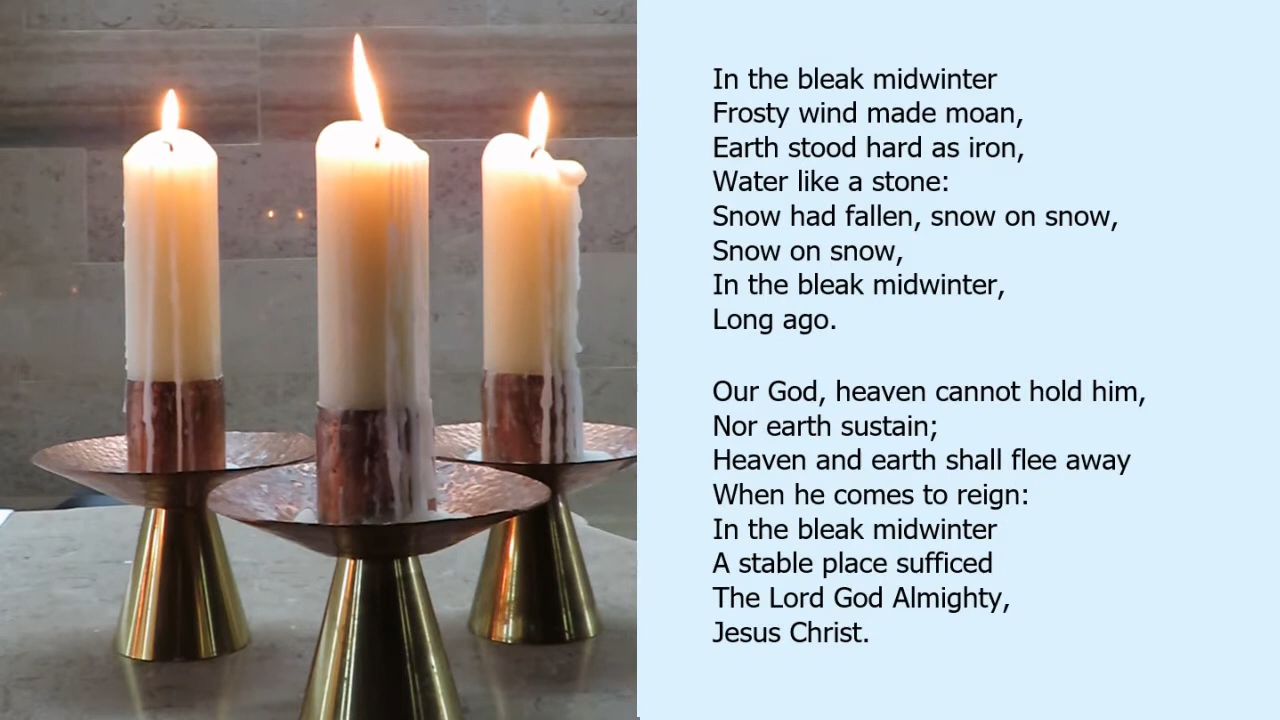 In the bleak midwinter
Frosty wind made moan,
Earth stood hard as iron,
Water like a stone:
Snow had fallen, snow on snow,
Snow on snow,
In the bleak midwinter,
Long ago.

Our God, heaven cannot hold him,
Nor earth sustain;
Heaven and earth shall flee away
When he comes to reign:
In the bleak midwinter
A stable place sufficed
The Lord God Almighty,
Jesus Christ.